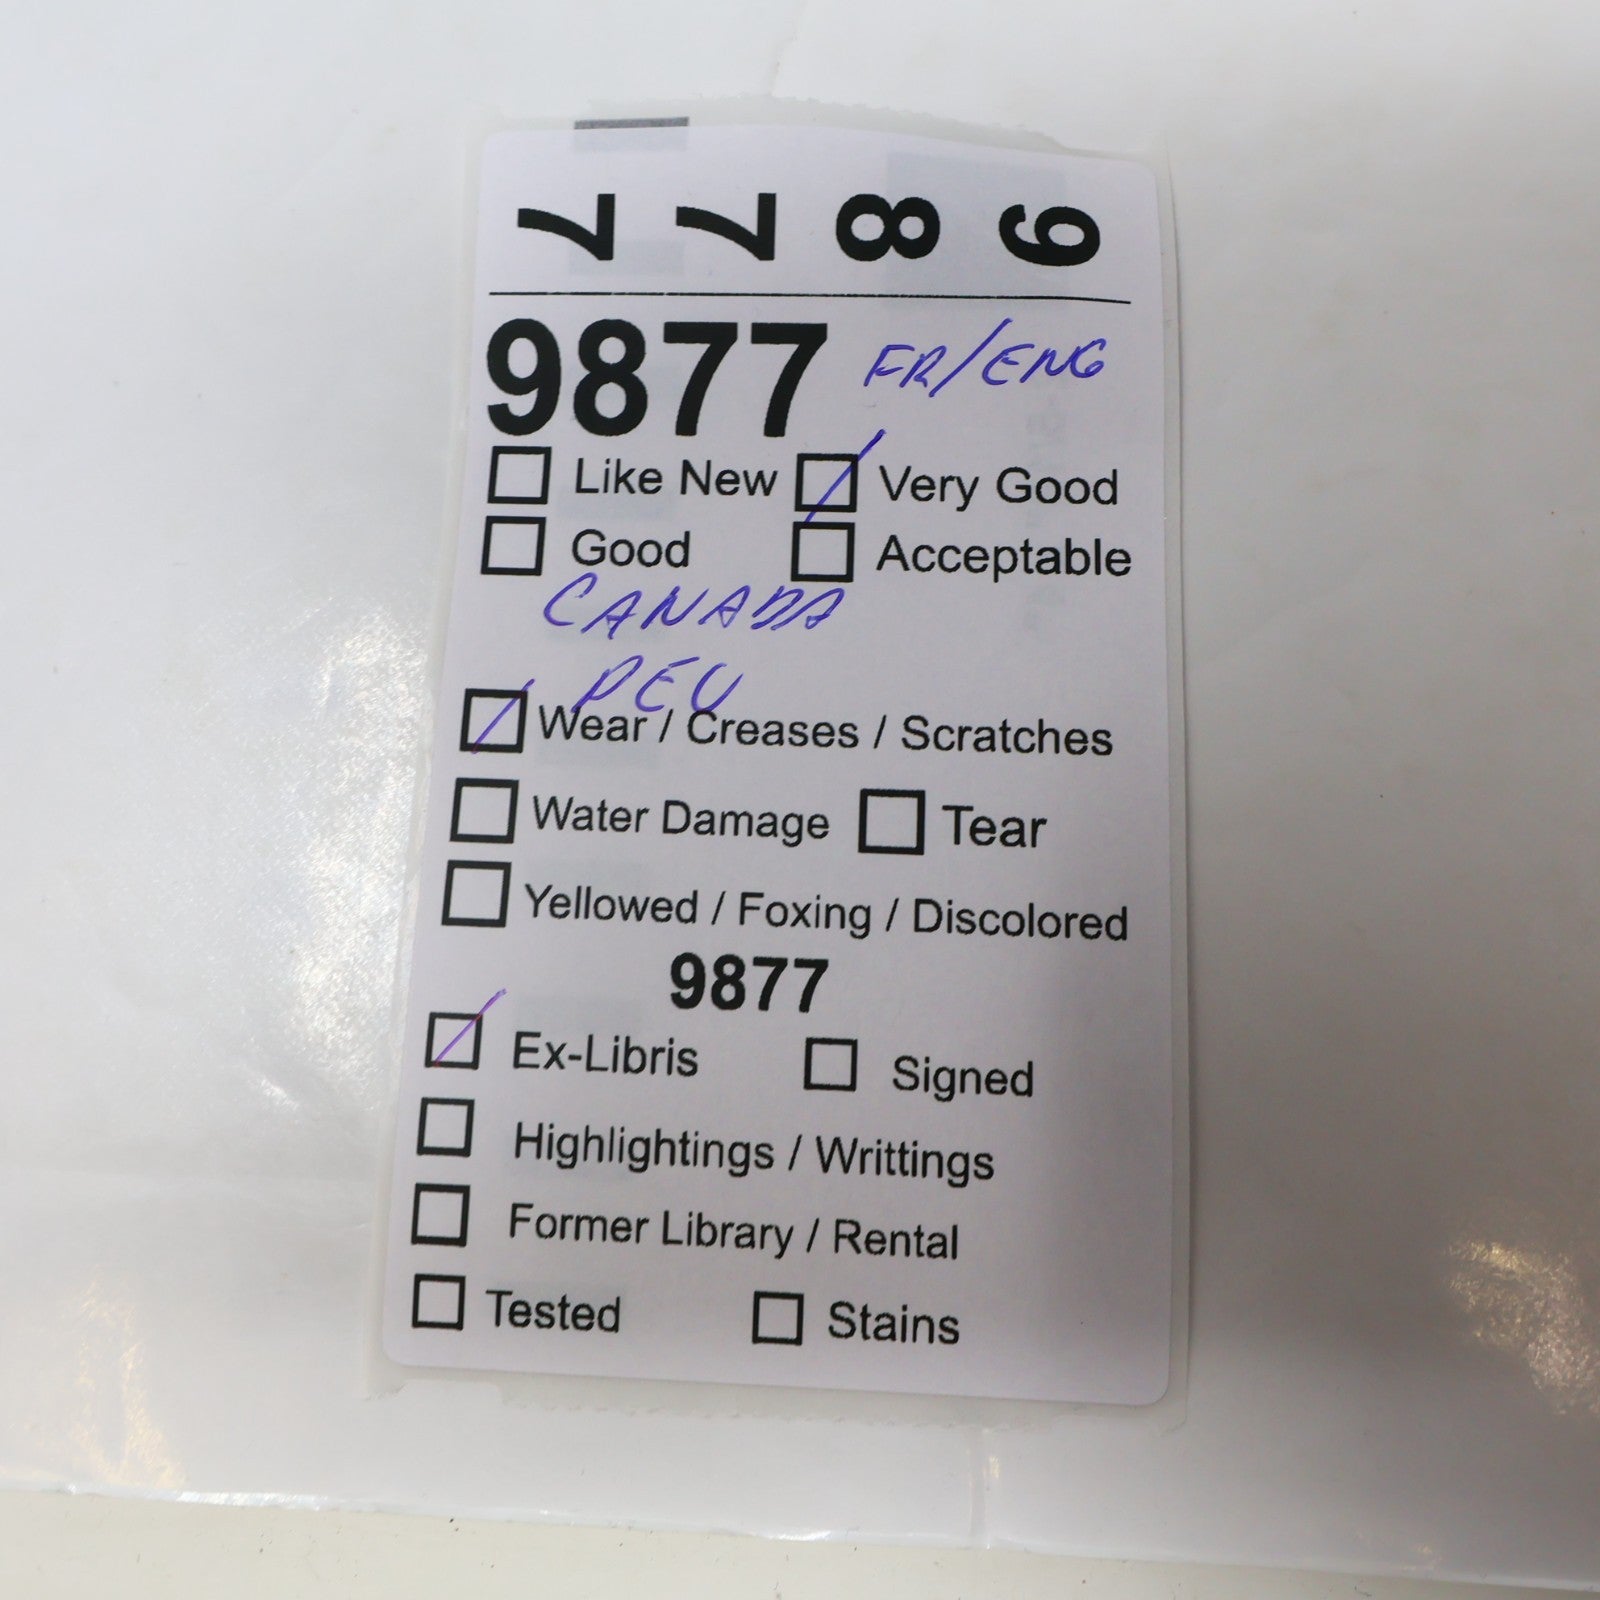 9877
9877 FR/ENG
Like New Very Good
Good Acceptable
CANADA
PEU
Wear / Creases / Scratches
Water Damage Tear
Yellowed / Foxing / Discolored
9877
Ex-Libris Signed
Highlightings / Writtings
Former Library / Rental
Tested Stains